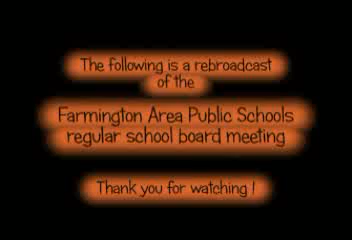 The following is a rebroadcast
of the
Farmington Area Public Schools
regular school board meeting
Thank you for watching !